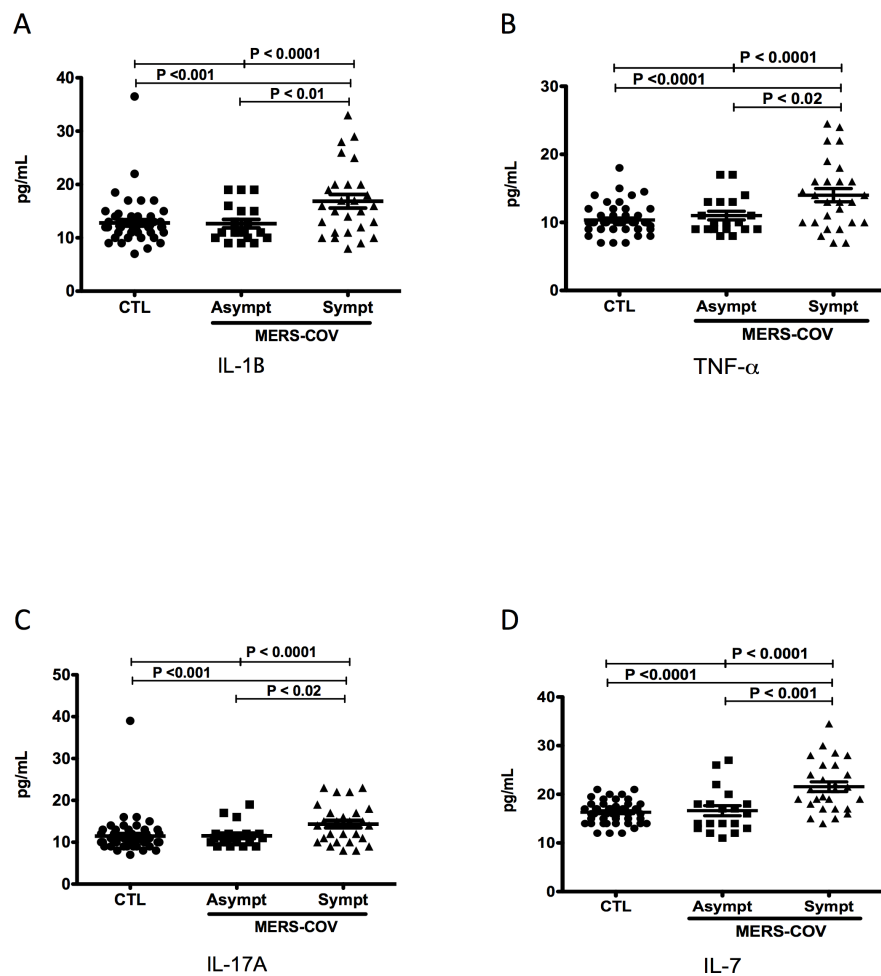 A
P < 0.0001
P <0.001
P < 0.01
40
30
20
10
0
pg/mL
CTL
Asympt
Sympt
MERS-COV
IL-1B
B
P < 0.0001
P <0.0001
P < 0.02
30
20
10
0
pg/mL
CTL
Asympt
Sympt
MERS-COV
TNF-α
C
P < 0.0001
P <0.001
P < 0.02
50
40
30
20
10
0
pg/mL
CTL
Asympt
Sympt
MERS-COV
IL-17A
D
P < 0.0001
P <0.0001
P < 0.001
40
30
20
10
0
pg/mL
CTL
Asympt
Sympt
MERS-COV
IL-7